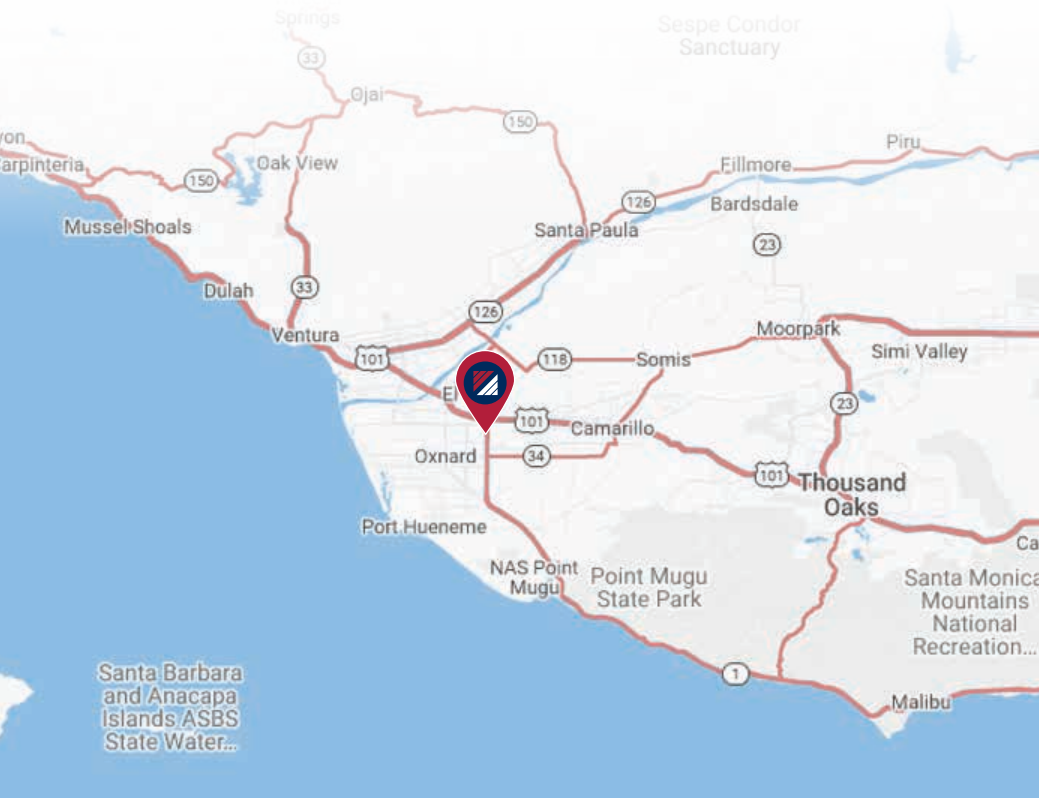 Springs
Sespe Condor
Sanctuary
33
Ojai
150
Piru
Oak View
Fillmore
150
126
Bardsdale
Mussel Shoals
Santa Paula
23
33
Dulah
126
Ventura
Moorpark
101
118
Somis
Simi Valley
El
23
101
Camarillo
Oxnard
34
101
Thousand
Oaks
Port Hueneme
Ca
NAS Point
Mugu
Point Mugu
State Park
Santa Monica
Mountains
National
Recreation...
Santa Barbara
and Anacapa
Islands ASBS
State Water...
1
Malibu